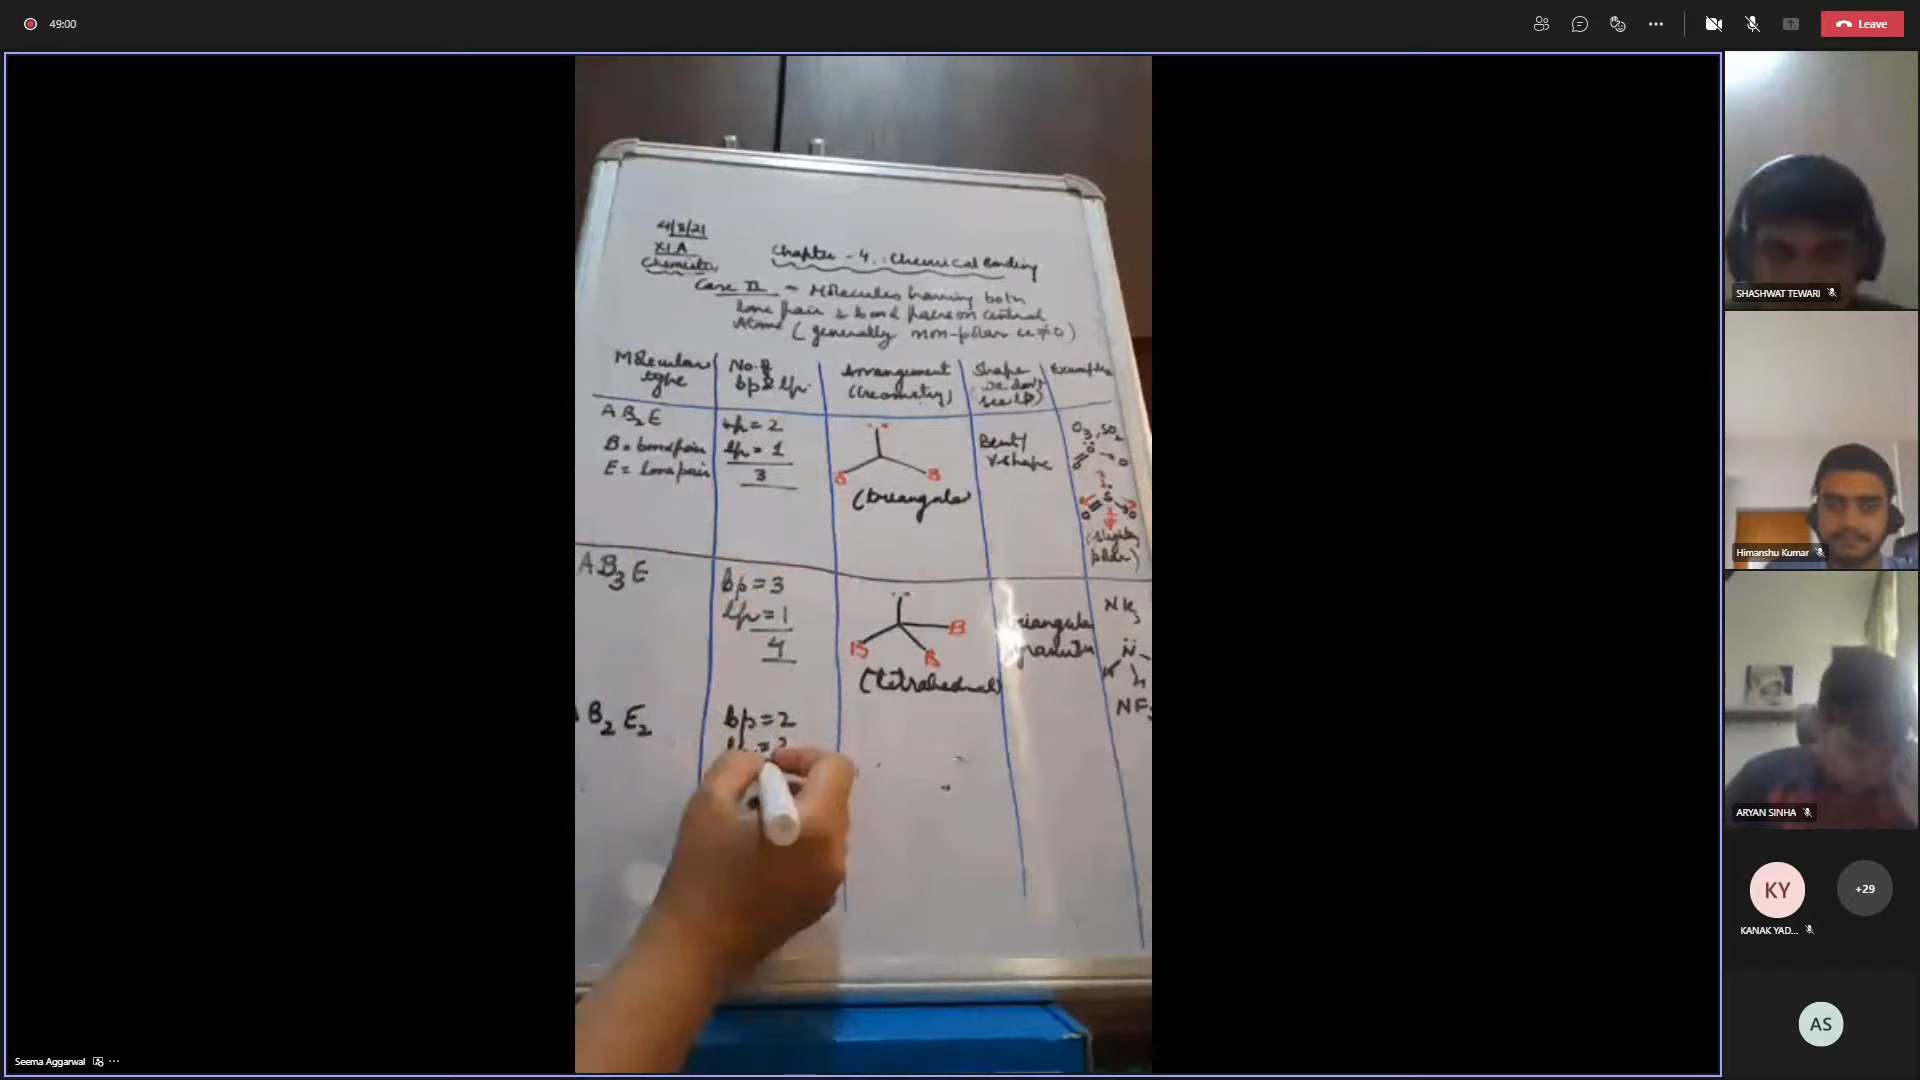 49:00
Leave
4/8/21
XI A
Chemistry
Chapter - 4. Chemical Bonding
Case II - Molecules having both
lone pair & bond pairs on central
Atom (generally non-polar μ≠0)
Molecular type
No. of bp & lp.
Arrangement (Geometry)
Shape (we don't see lp)
Examples
AB2E
B = bond pair
E = lone pair
bp = 2
lp = 1
3
B B
(triangular
Bent/
V shape
O3, SO2
O
O O
S
O O
(slightly
polar)
AB3E
bp = 3
lp = 1
4
B
B
B
(tetrahedral)
NH3
N
H H
NF3
B2E2
bp = 2
SHASHWAT TEWARI
Himanshu Kumar
ARYAN SINHA
KY
+29
KANAK YAD...
AS
Seema Aggarwal